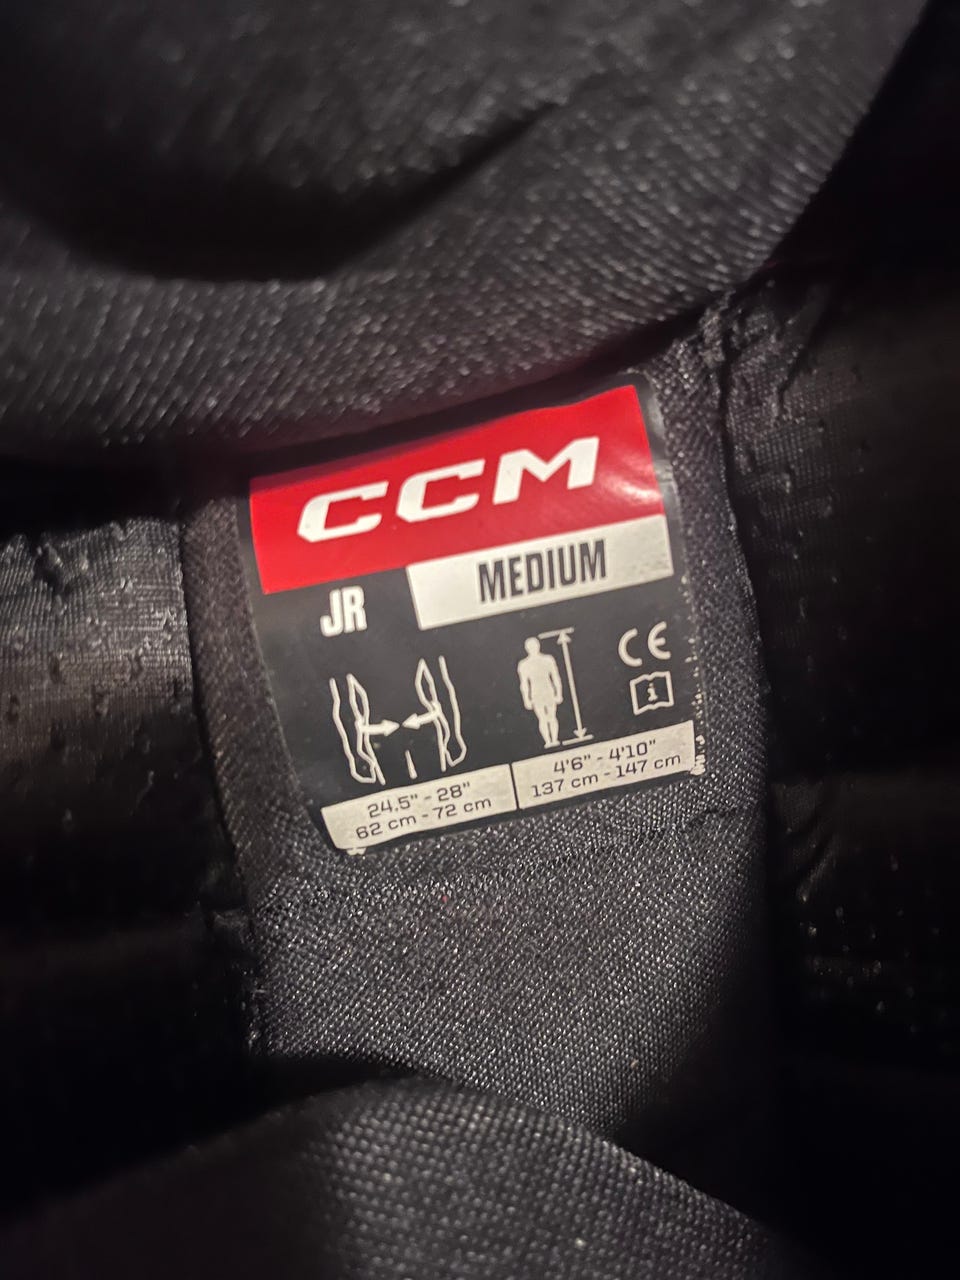 CCM
JR
MEDIUM
CE
i
24.5" - 28"
62 cm - 72 cm
4'6" - 4'10"
137 cm - 147 cm